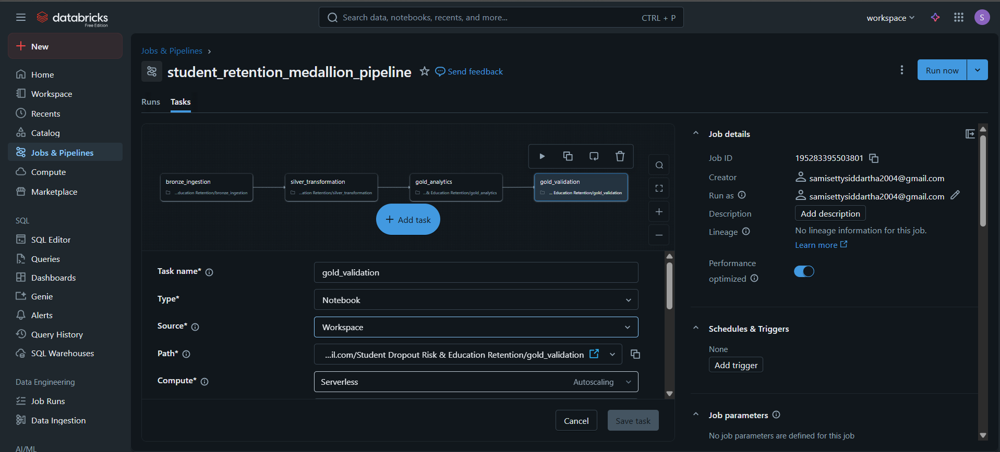 databricks
Free Edition
Search data, notebooks, recents, and more...
CTRL + P
workspace
S
New
Home
Workspace
Recents
Catalog
Jobs & Pipelines
Compute
Marketplace
SQL
SQL Editor
Queries
Dashboards
Genie
Alerts
Query History
SQL Warehouses
Data Engineering
Job Runs
Data Ingestion
AI/ML
Jobs & Pipelines
student_retention_medallion_pipeline
Send feedback
Run now
Runs
Tasks
bronze_ingestion
...ducation Retention/bronze_ingestion
silver_transformation
...ation Retention/silver_transformation
gold_analytics
...& Education Retention/gold_analytics
gold_validation
... Education Retention/gold_validation
Add task
Task name*
gold_validation
Type*
Notebook
Source*
Workspace
Path*
...il.com/Student Dropout Risk & Education Retention/gold_validation
Compute*
Serverless
Autoscaling
Cancel
Save task
Job details
Job ID
195283395503801
Creator
samisettysiddartha2004@gmail.com
Run as
samisettysiddartha2004@gmail.com
Description
Add description
Lineage
No lineage information for this job.
Learn more
Performance
optimized
Schedules & Triggers
None
Add trigger
Job parameters
No job parameters are defined for this job